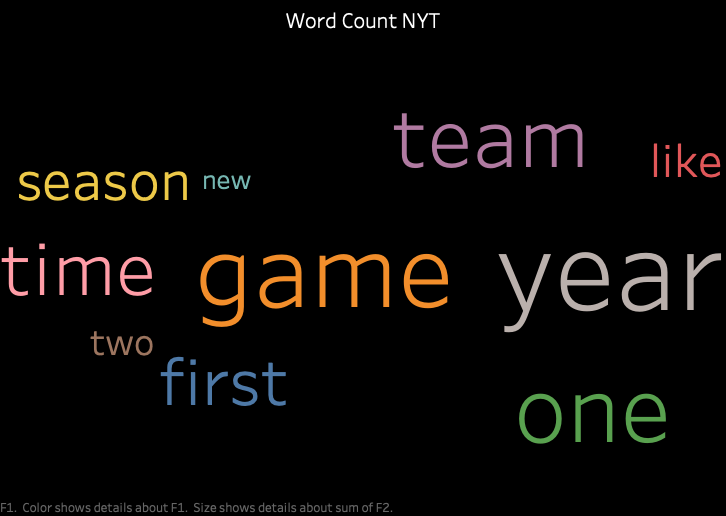 Word Count NYT
team
like
season new
time game year
two
first
one
F1. Color shows details about F1. Size shows details about sum of F2.